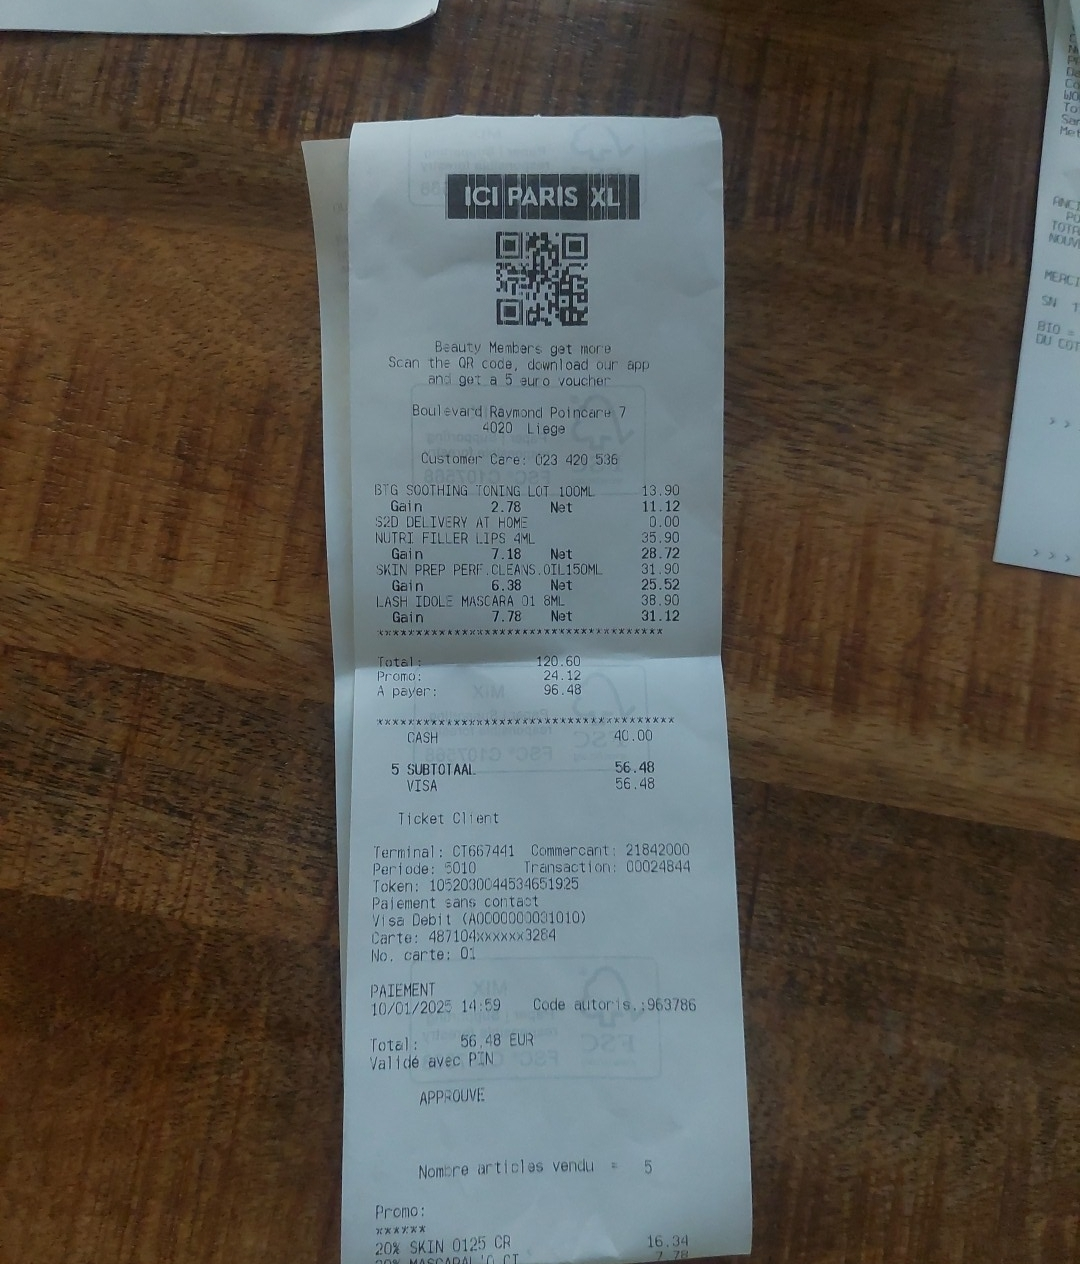 ICI PARIS XL
Beauty Members get more
Scan the QR code, download our app
and get a 5 euro voucher
Boulevard Raymond Poincare 7
4020 Liege
Customer Care: 023 420 536
BTG SOOTHING TONING LOT 100ML 13.90
Gain 2.78 Net 11.12
S2D DELIVERY AT HOME 0.00
NUTRI FILLER LIPS 4ML 35.90
Gain 7.18 Net 28.72
SKIN PREP PERF.CLEANS.OIL150ML 31.90
Gain 6.38 Net 25.52
LASH IDOLE MASCARA 01 8ML 38.90
Gain 7.78 Net 31.12
*************************************
Total: 120.60
Promo: 24.12
A payer: 96.48
**************************************
CASH 40.00
5 SUBTOTAAL 56.48
VISA 56.48
Ticket Client
Terminal: CT667441 Commercant: 21842000
Periode: 5010 Transaction: 00024844
Token: 1052030044534651925
Paiement sans contact
Visa Debit (A0000000031010)
Carte: 487104xxxxxx3284
No. carte: 01
PAIEMENT
10/01/2025 14:59 Code autoris.:963786
Total: 56.48 EUR
Validé avec PIN
APPROUVE
Nombre articles vendu = 5
Promo:
******
20% SKIN 0125 CR 16.34
7.78
MERCI
SN
BIO =
> >
> > >